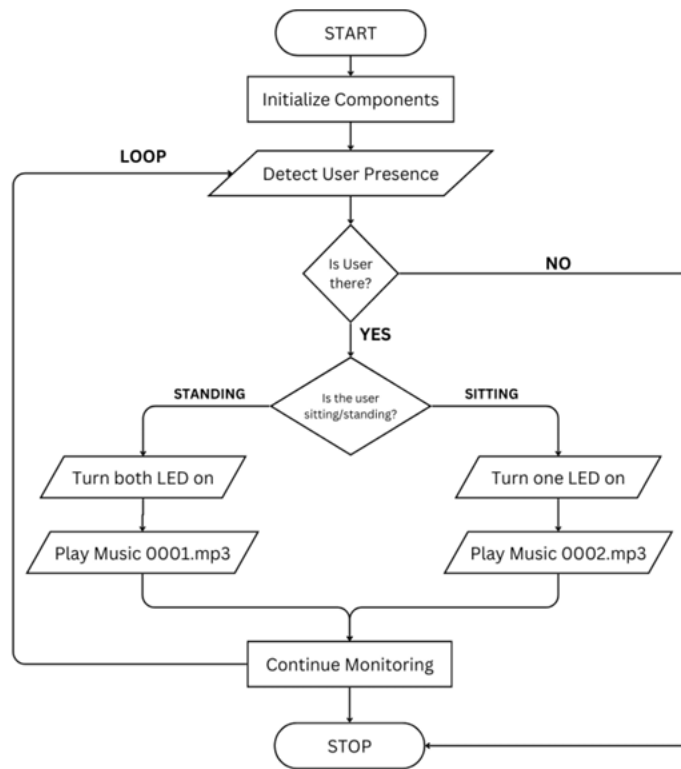 START
Initialize Components
LOOP
Detect User Presence
Is User
there?
NO
YES
STANDING
Is the user
sitting/standing?
SITTING
Turn both LED on
Turn one LED on
Play Music 0001.mp3
Play Music 0002.mp3
Continue Monitoring
STOP